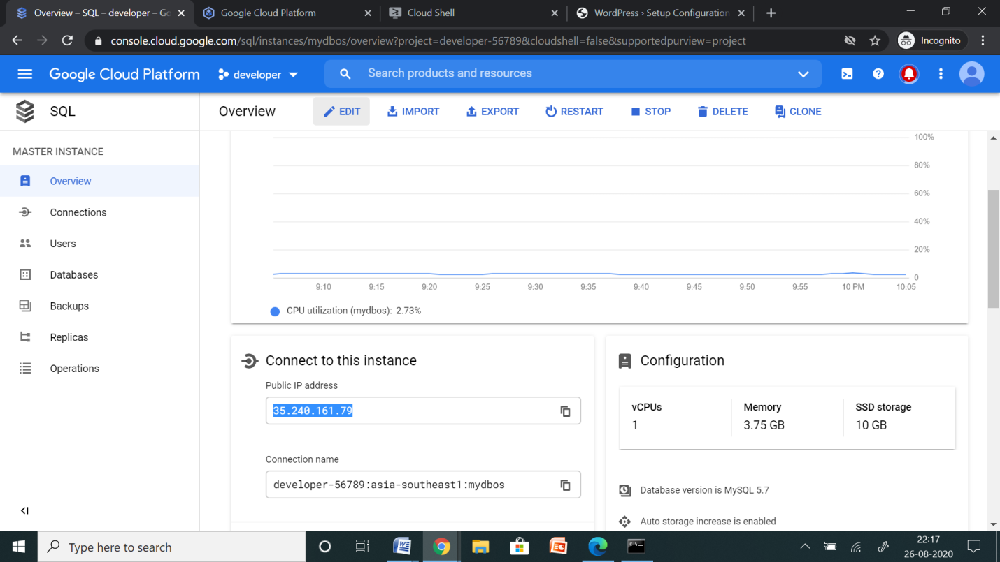 Overview – SQL – developer – Go
Google Cloud Platform
Cloud Shell
WordPress › Setup Configuration
console.cloud.google.com/sql/instances/mydbos/overview?project=developer-56789&cloudshell=false&supportedpurview=project
Incognito
Google Cloud Platform
developer
Search products and resources
SQL
Overview
EDIT
IMPORT
EXPORT
RESTART
STOP
DELETE
CLONE
MASTER INSTANCE
Overview
Connections
Users
Databases
Backups
Replicas
Operations
100%
80%
60%
40%
20%
0
9:10 9:15 9:20 9:25 9:30 9:35 9:40 9:45 9:50 9:55 10 PM 10:05
CPU utilization (mydbos): 2.73%
Connect to this instance
Public IP address
35.240.161.79
Connection name
developer-56789:asia-southeast1:mydbos
Configuration
vCPUs
1
Memory
3.75 GB
SSD storage
10 GB
Database version is MySQL 5.7
Auto storage increase is enabled
Type here to search
22:17
26-08-2020